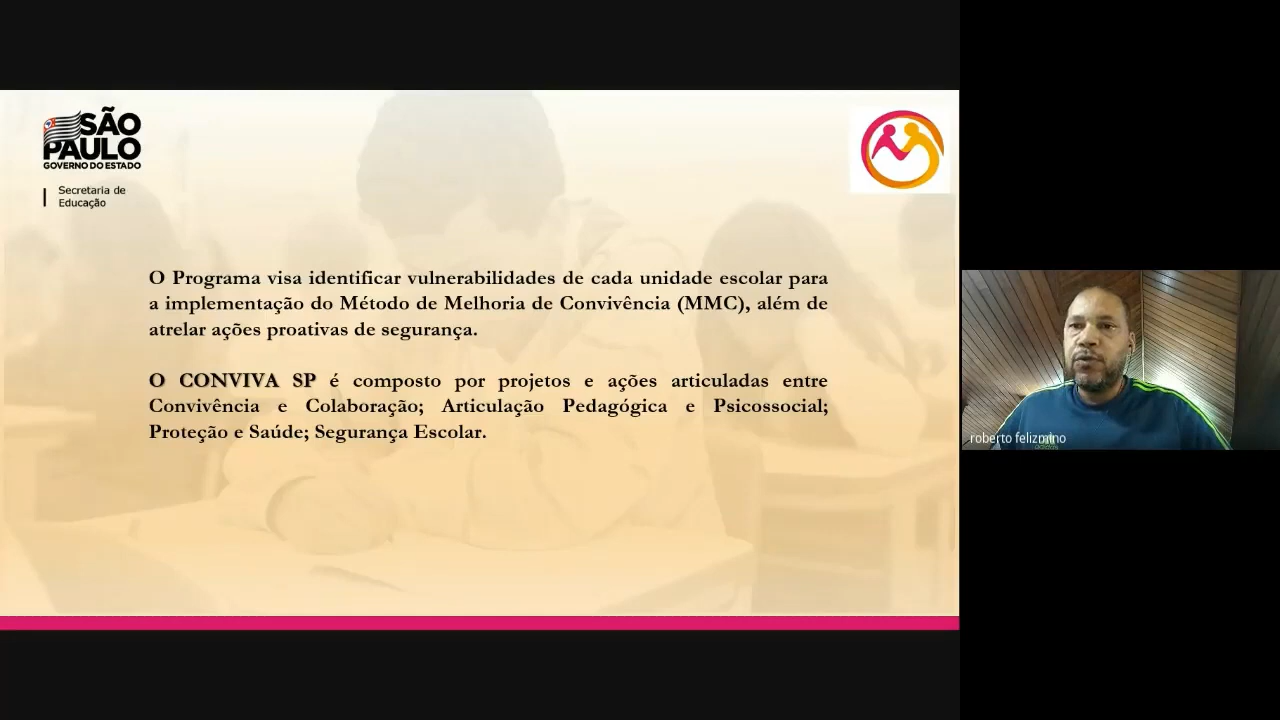 SÃO
PAULO
GOVERNO DO ESTADO
Secretaria de
Educação
O Programa visa identificar vulnerabilidades de cada unidade escolar para
a implementação do Método de Melhoria de Convivência (MMC), além de
atrelar ações proativas de segurança.
O CONVIVA SP é composto por projetos e ações articuladas entre
Convivência e Colaboração; Articulação Pedagógica e Psicossocial;
Proteção e Saúde; Segurança Escolar.
roberto felizmino